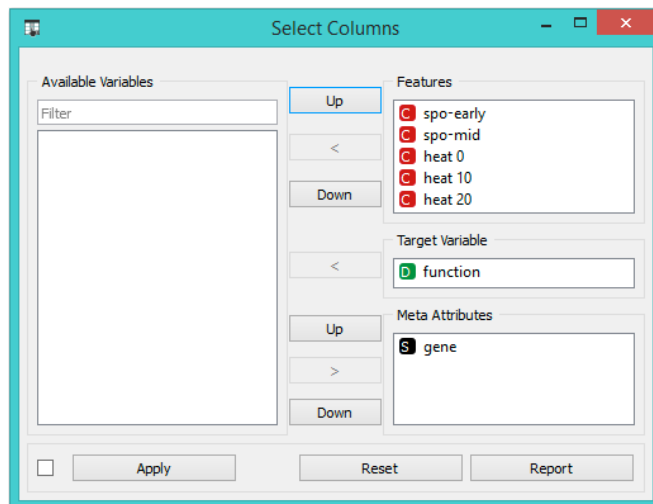 Select Columns
Available Variables
Filter
Up
<
Down
<
Up
>
Down
Features
C spo-early
C spo-mid
C heat 0
C heat 10
C heat 20
Target Variable
D function
Meta Attributes
S gene
Apply
Reset
Report